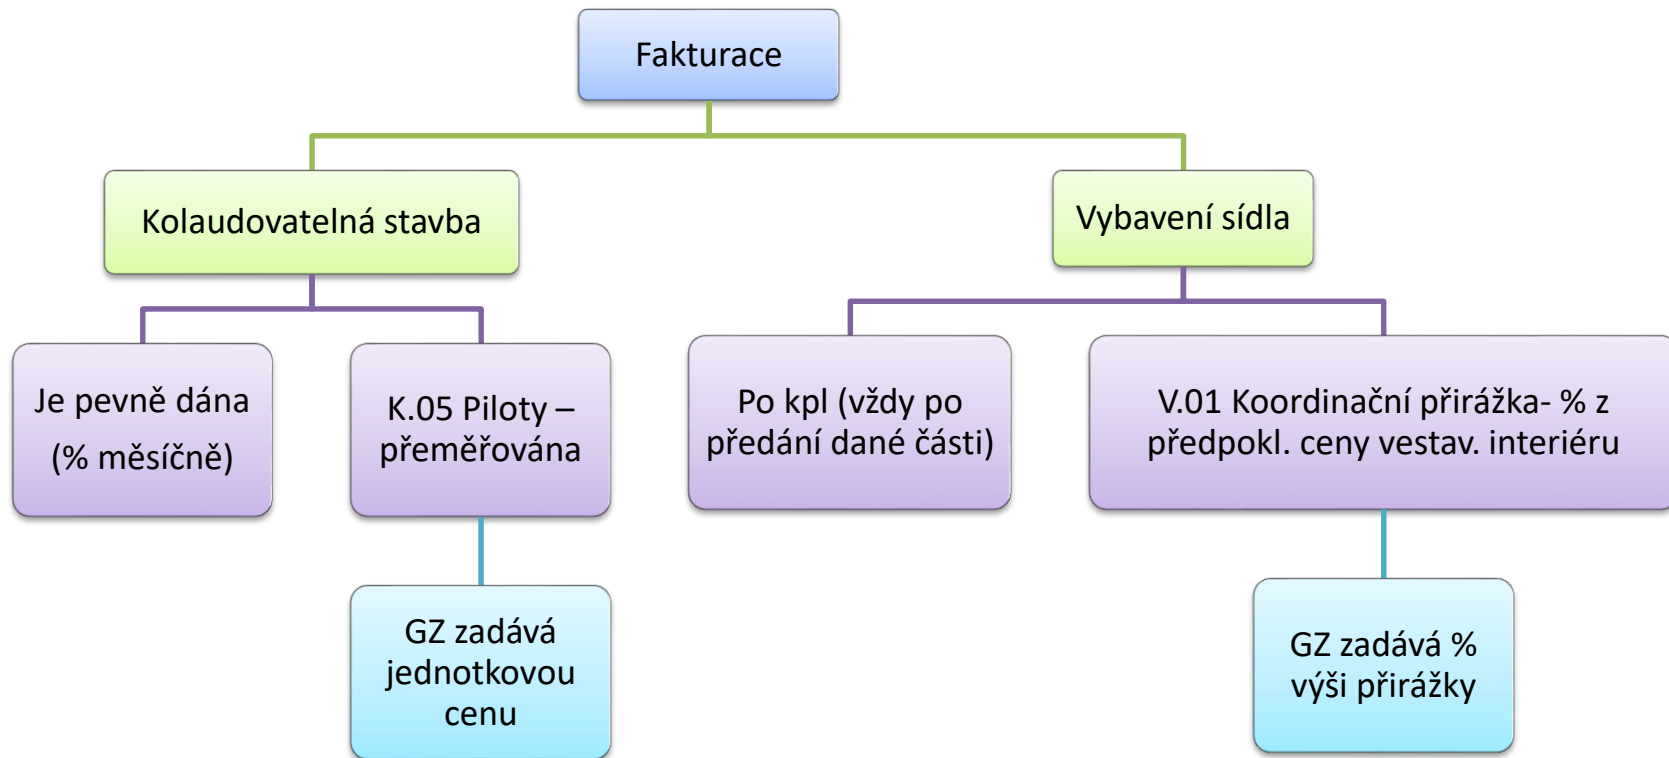 Fakturace
Kolaudovatelná stavba
Vybavení sídla
Je pevně dána
(% měsíčně)
K.05 Piloty –
přeměřována
Po kpl (vždy po
předání dané části)
V.01 Koordinační přirážka- % z
předpokl. ceny vestav. interiéru
GZ zadává
jednotkovou
cenu
GZ zadává %
výši přirážky